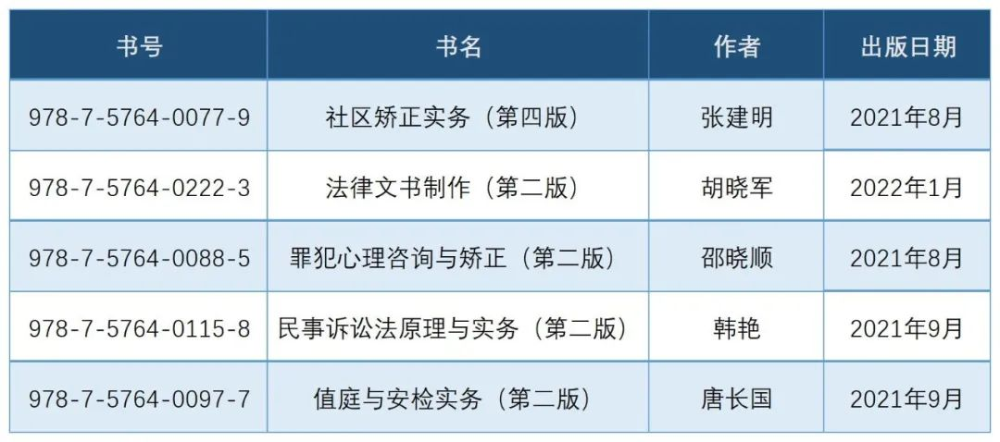 书号 书名 作者 出版日期
978-7-5764-0077-9 社区矫正实务（第四版） 张建明 2021年8月
978-7-5764-0222-3 法律文书制作（第二版） 胡晓军 2022年1月
978-7-5764-0088-5 罪犯心理咨询与矫正（第二版） 邵晓顺 2021年8月
978-7-5764-0115-8 民事诉讼法原理与实务（第二版） 韩艳 2021年9月
978-7-5764-0097-7 值庭与安检实务（第二版） 唐长国 2021年9月